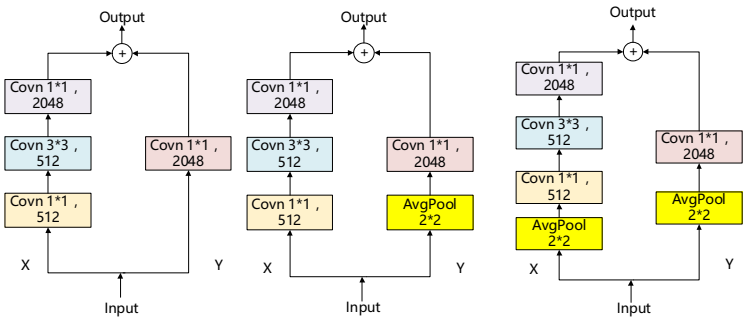 Output
+
Covn 1*1 ,
2048
Covn 3*3 ,
512
Covn 1*1 ,
2048
Covn 1*1 ,
512
X
Y
Input
Output
+
Covn 1*1 ,
2048
Covn 3*3 ,
512
Covn 1*1 ,
2048
Covn 1*1 ,
512
AvgPool
2*2
X
Y
Input
Output
+
Covn 1*1 ,
2048
Covn 3*3 ,
512
Covn 1*1 ,
2048
Covn 1*1 ,
512
AvgPool
2*2
AvgPool
2*2
X
Y
Input